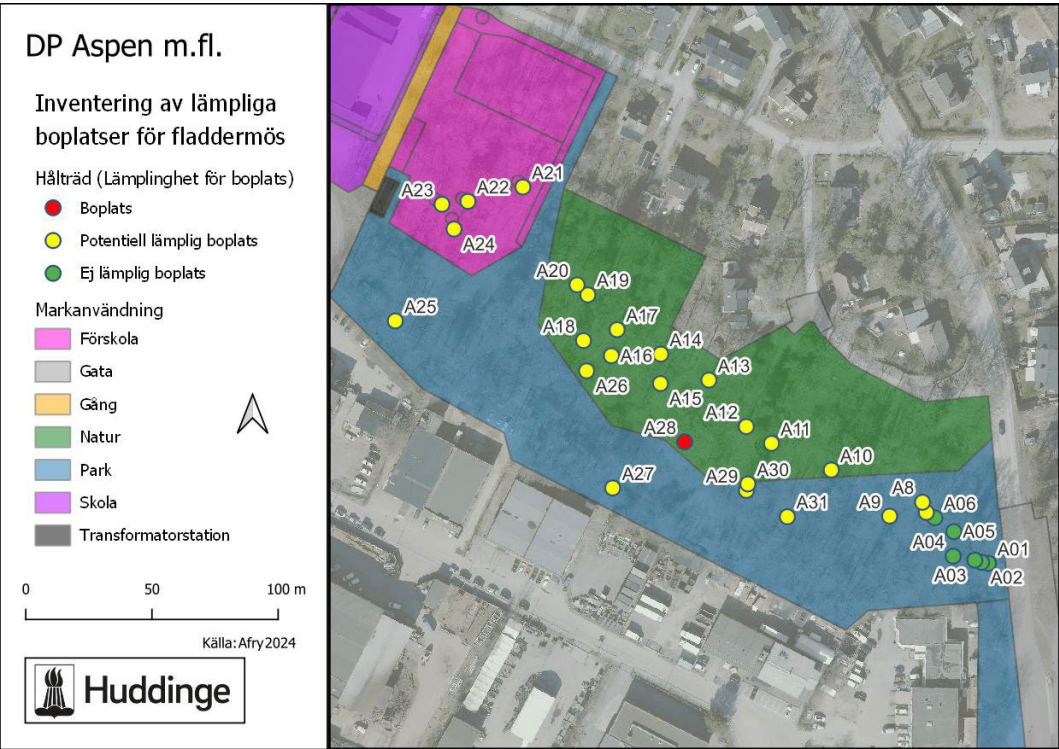 DP Aspen m.fl.
Inventering av lämpliga
boplatser för fladdermös
Hålträd (Lämplinghet för boplats)
Boplats
Potentiell lämplig boplats
Ej lämplig boplats
Markanvändning
Förskola
Gata
Gång
Natur
Park
Skola
Transformatorstation
0 50 100 m
Källa: Afry 2024
Huddinge
A23
A22
A21
A24
A20
A19
A25
A18
A17
A16
A14
A26
A15
A13
A12
A28
A11
A29
A30
A10
A27
A31
A9
A8
A06
A05
A04
A01
A03
A02